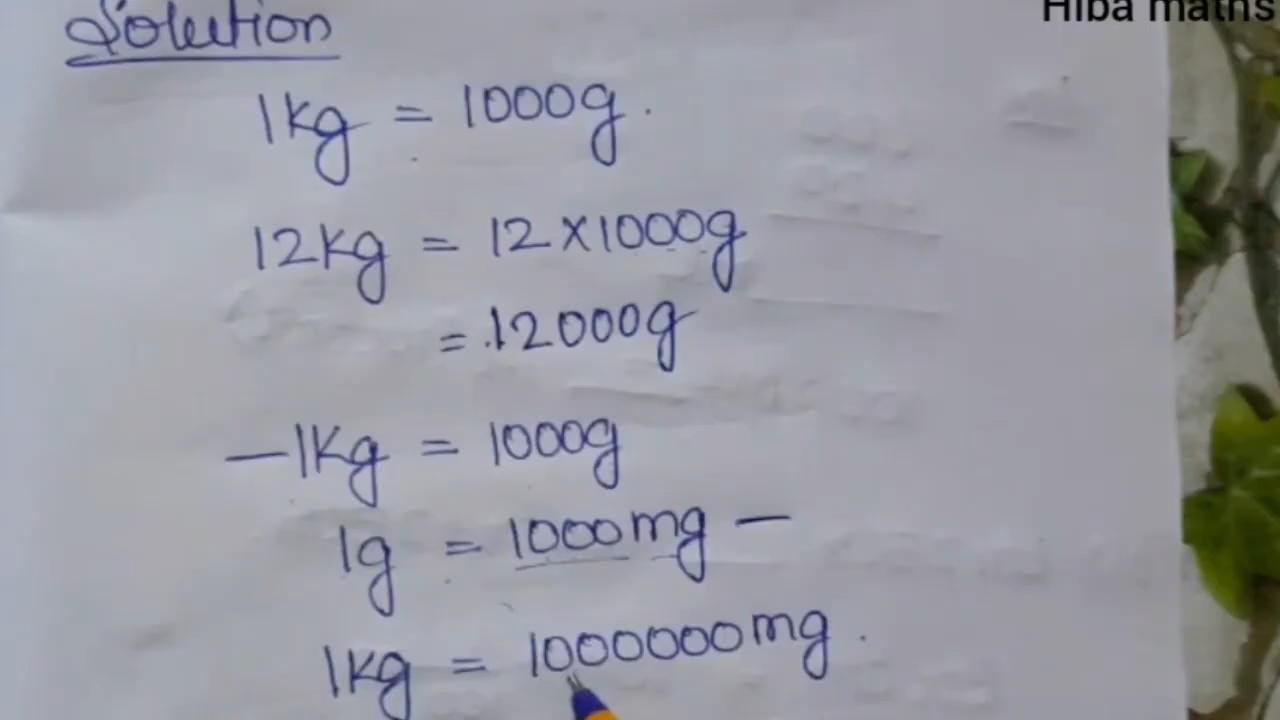 Hiba maths
Solution
1kg = 1000g.
12kg = 12×1000g
= 12000g
—1kg = 1000g
1g = 1000mg —
1kg = 1000000mg.